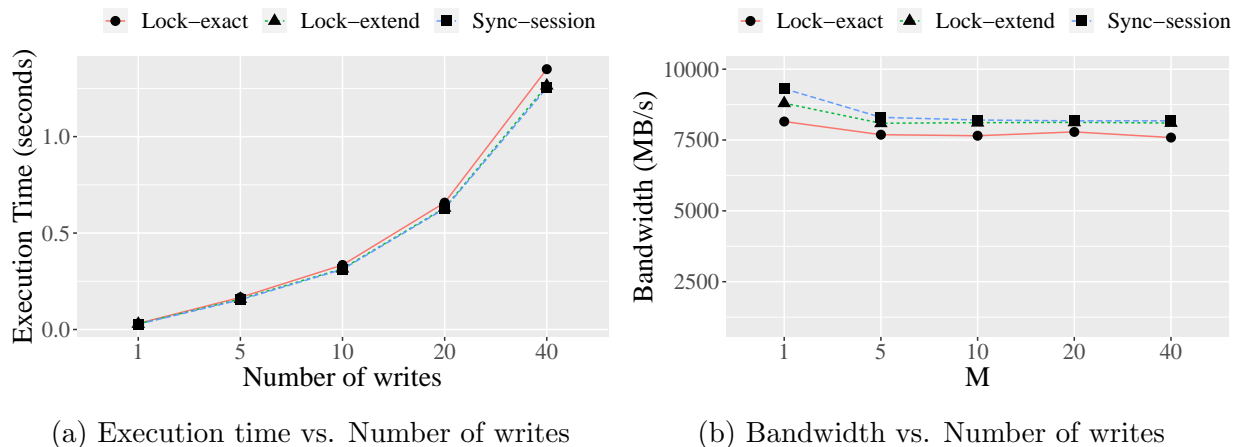 Lock−exact Lock−extend Sync−session
Execution Time (seconds)
1.0
0.5
0.0
1 5 10 20 40
Number of writes
(a) Execution time vs. Number of writes
Lock−exact Lock−extend Sync−session
Bandwidth (MB/s)
10000
7500
5000
2500
1 5 10 20 40
M
(b) Bandwidth vs. Number of writes